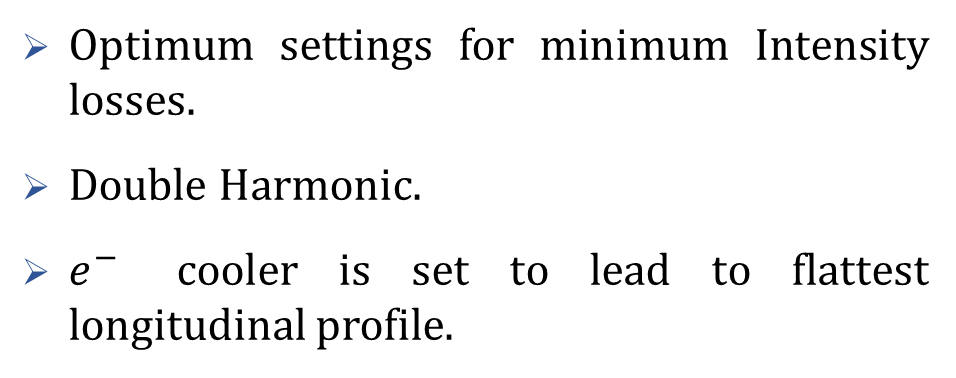 ➢ Optimum settings for minimum Intensity
losses.
➢ Double Harmonic.
➢ e⁻ cooler is set to lead to flattest
longitudinal profile.